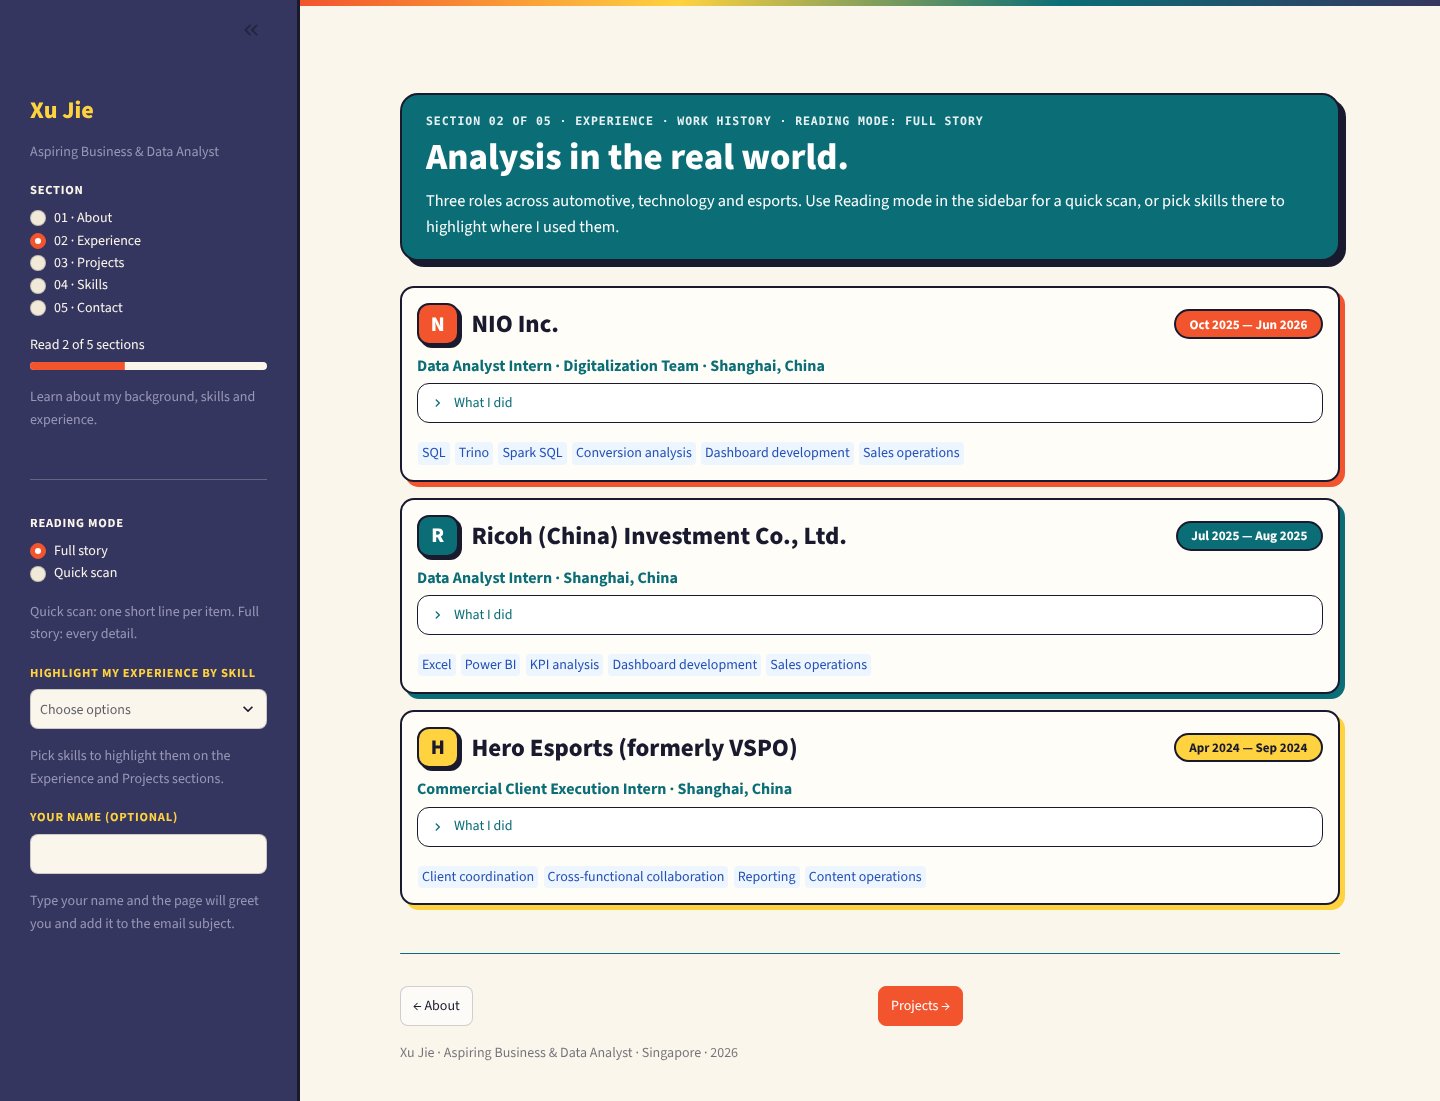 Xu Jie
Aspiring Business & Data Analyst
SECTION
01 · About
02 · Experience
03 · Projects
04 · Skills
05 · Contact
Read 2 of 5 sections
Learn about my background, skills and
experience.
READING MODE
Full story
Quick scan
Quick scan: one short line per item. Full
story: every detail.
HIGHLIGHT MY EXPERIENCE BY SKILL
Choose options
Pick skills to highlight them on the
Experience and Projects sections.
YOUR NAME (OPTIONAL)
Type your name and the page will greet
you and add it to the email subject.
SECTION 02 OF 05 · EXPERIENCE · WORK HISTORY · READING MODE: FULL STORY
Analysis in the real world.
Three roles across automotive, technology and esports. Use Reading mode in the sidebar for a quick scan, or pick skills there to
highlight where I used them.
N NIO Inc. Oct 2025 — Jun 2026
Data Analyst Intern · Digitalization Team · Shanghai, China
What I did
SQL Trino Spark SQL Conversion analysis Dashboard development Sales operations
R Ricoh (China) Investment Co., Ltd. Jul 2025 — Aug 2025
Data Analyst Intern · Shanghai, China
What I did
Excel Power BI KPI analysis Dashboard development Sales operations
H Hero Esports (formerly VSPO) Apr 2024 — Sep 2024
Commercial Client Execution Intern · Shanghai, China
What I did
Client coordination Cross-functional collaboration Reporting Content operations
← About Projects →
Xu Jie · Aspiring Business & Data Analyst · Singapore · 2026